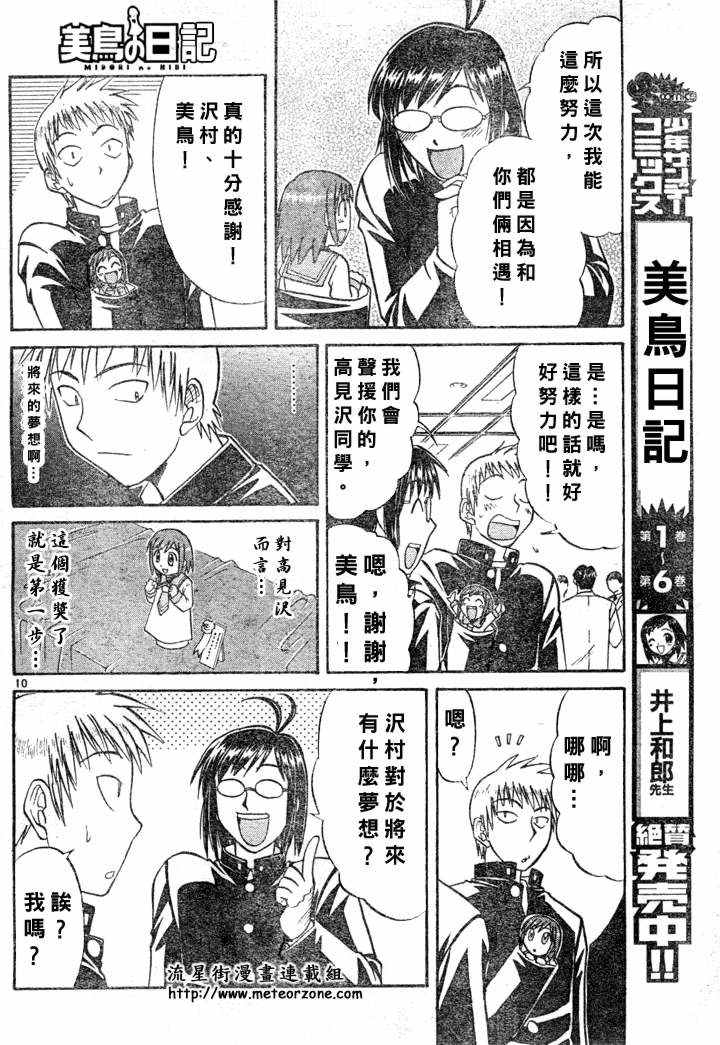 美鳥の日記
MIDORI no HIBI
所以這次我能
這麼努力，
都是因為和
你們倆相遇！
真的十分感謝！
沢村、
美鳥！
是…是嗎，
這樣的話就好
好努力吧！！
我們會
聲援你的，
高見沢同學。
嗯，謝謝，
美鳥！！
將來的夢想啊…
對高見沢
而言…
這個獲獎了
就是第一步…
10
啊，
哪哪…
嗯？
沢村對於將來
有什麼夢想？
誒？
我嗎？
流星街漫畫連載組
http://www.meteorzone.com
少年サンデー
コミックス
美鳥日記
第1巻
～
第6巻
井上和郎
先生
絶賛
発売中!!